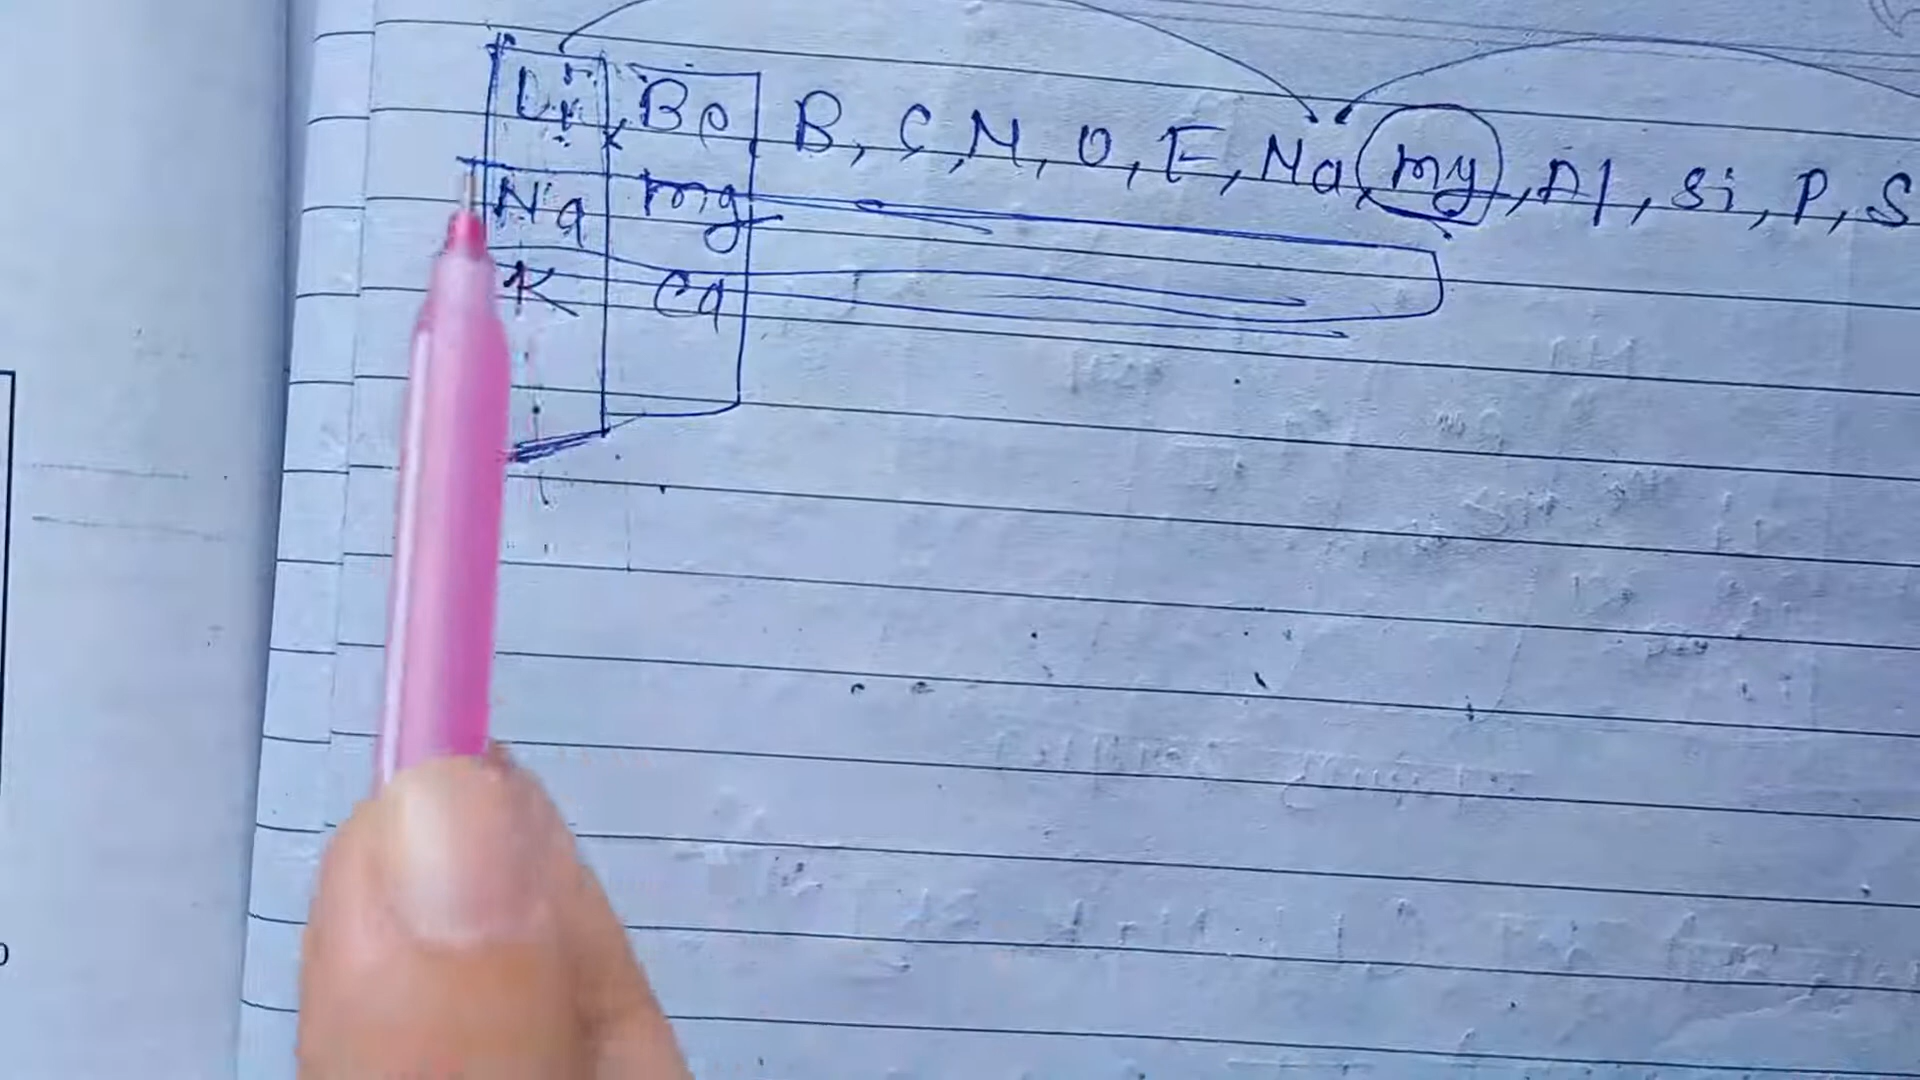 Li, Be B, C, N, O, F, Na, mg, Al, Si, P, S
Na mg
K Ca